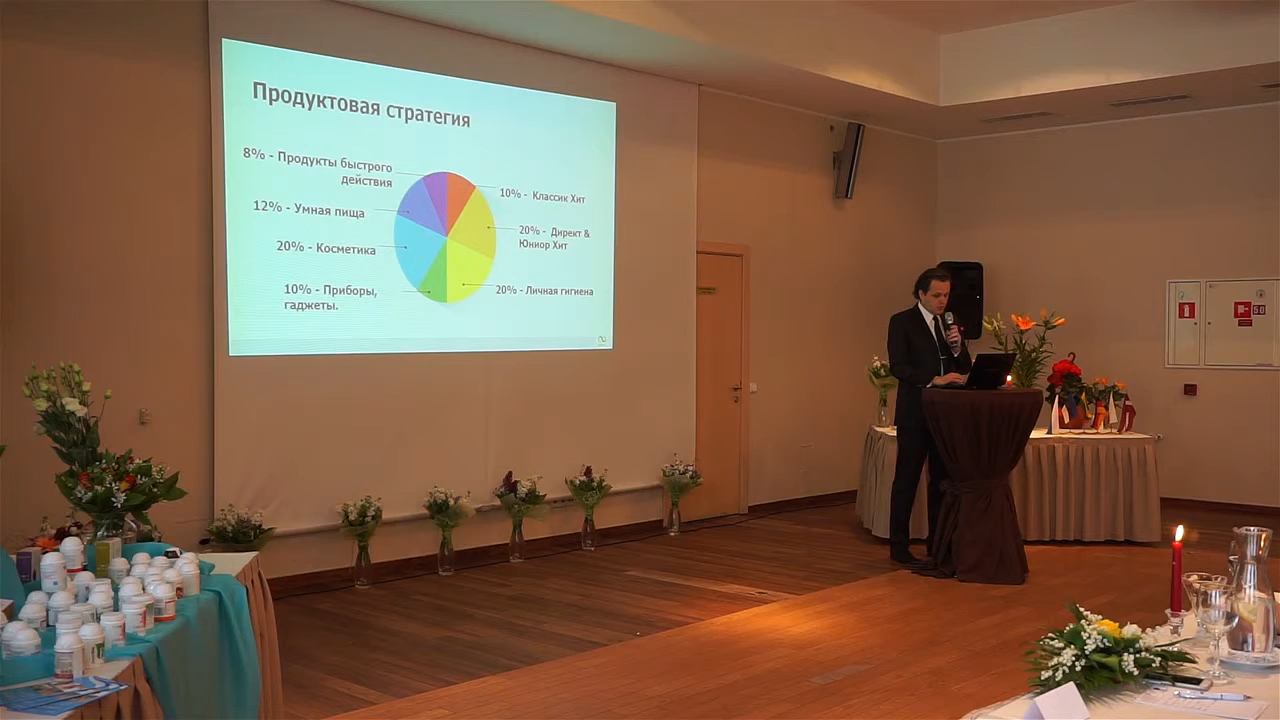 Продуктовая стратегия
8% - Продукты быстрого
действия
12% - Умная пища
20% - Косметика
10% - Приборы,
гаджеты.
10% - Классик Хит
20% - Директ &
Юниор Хит
20% - Личная гигиена